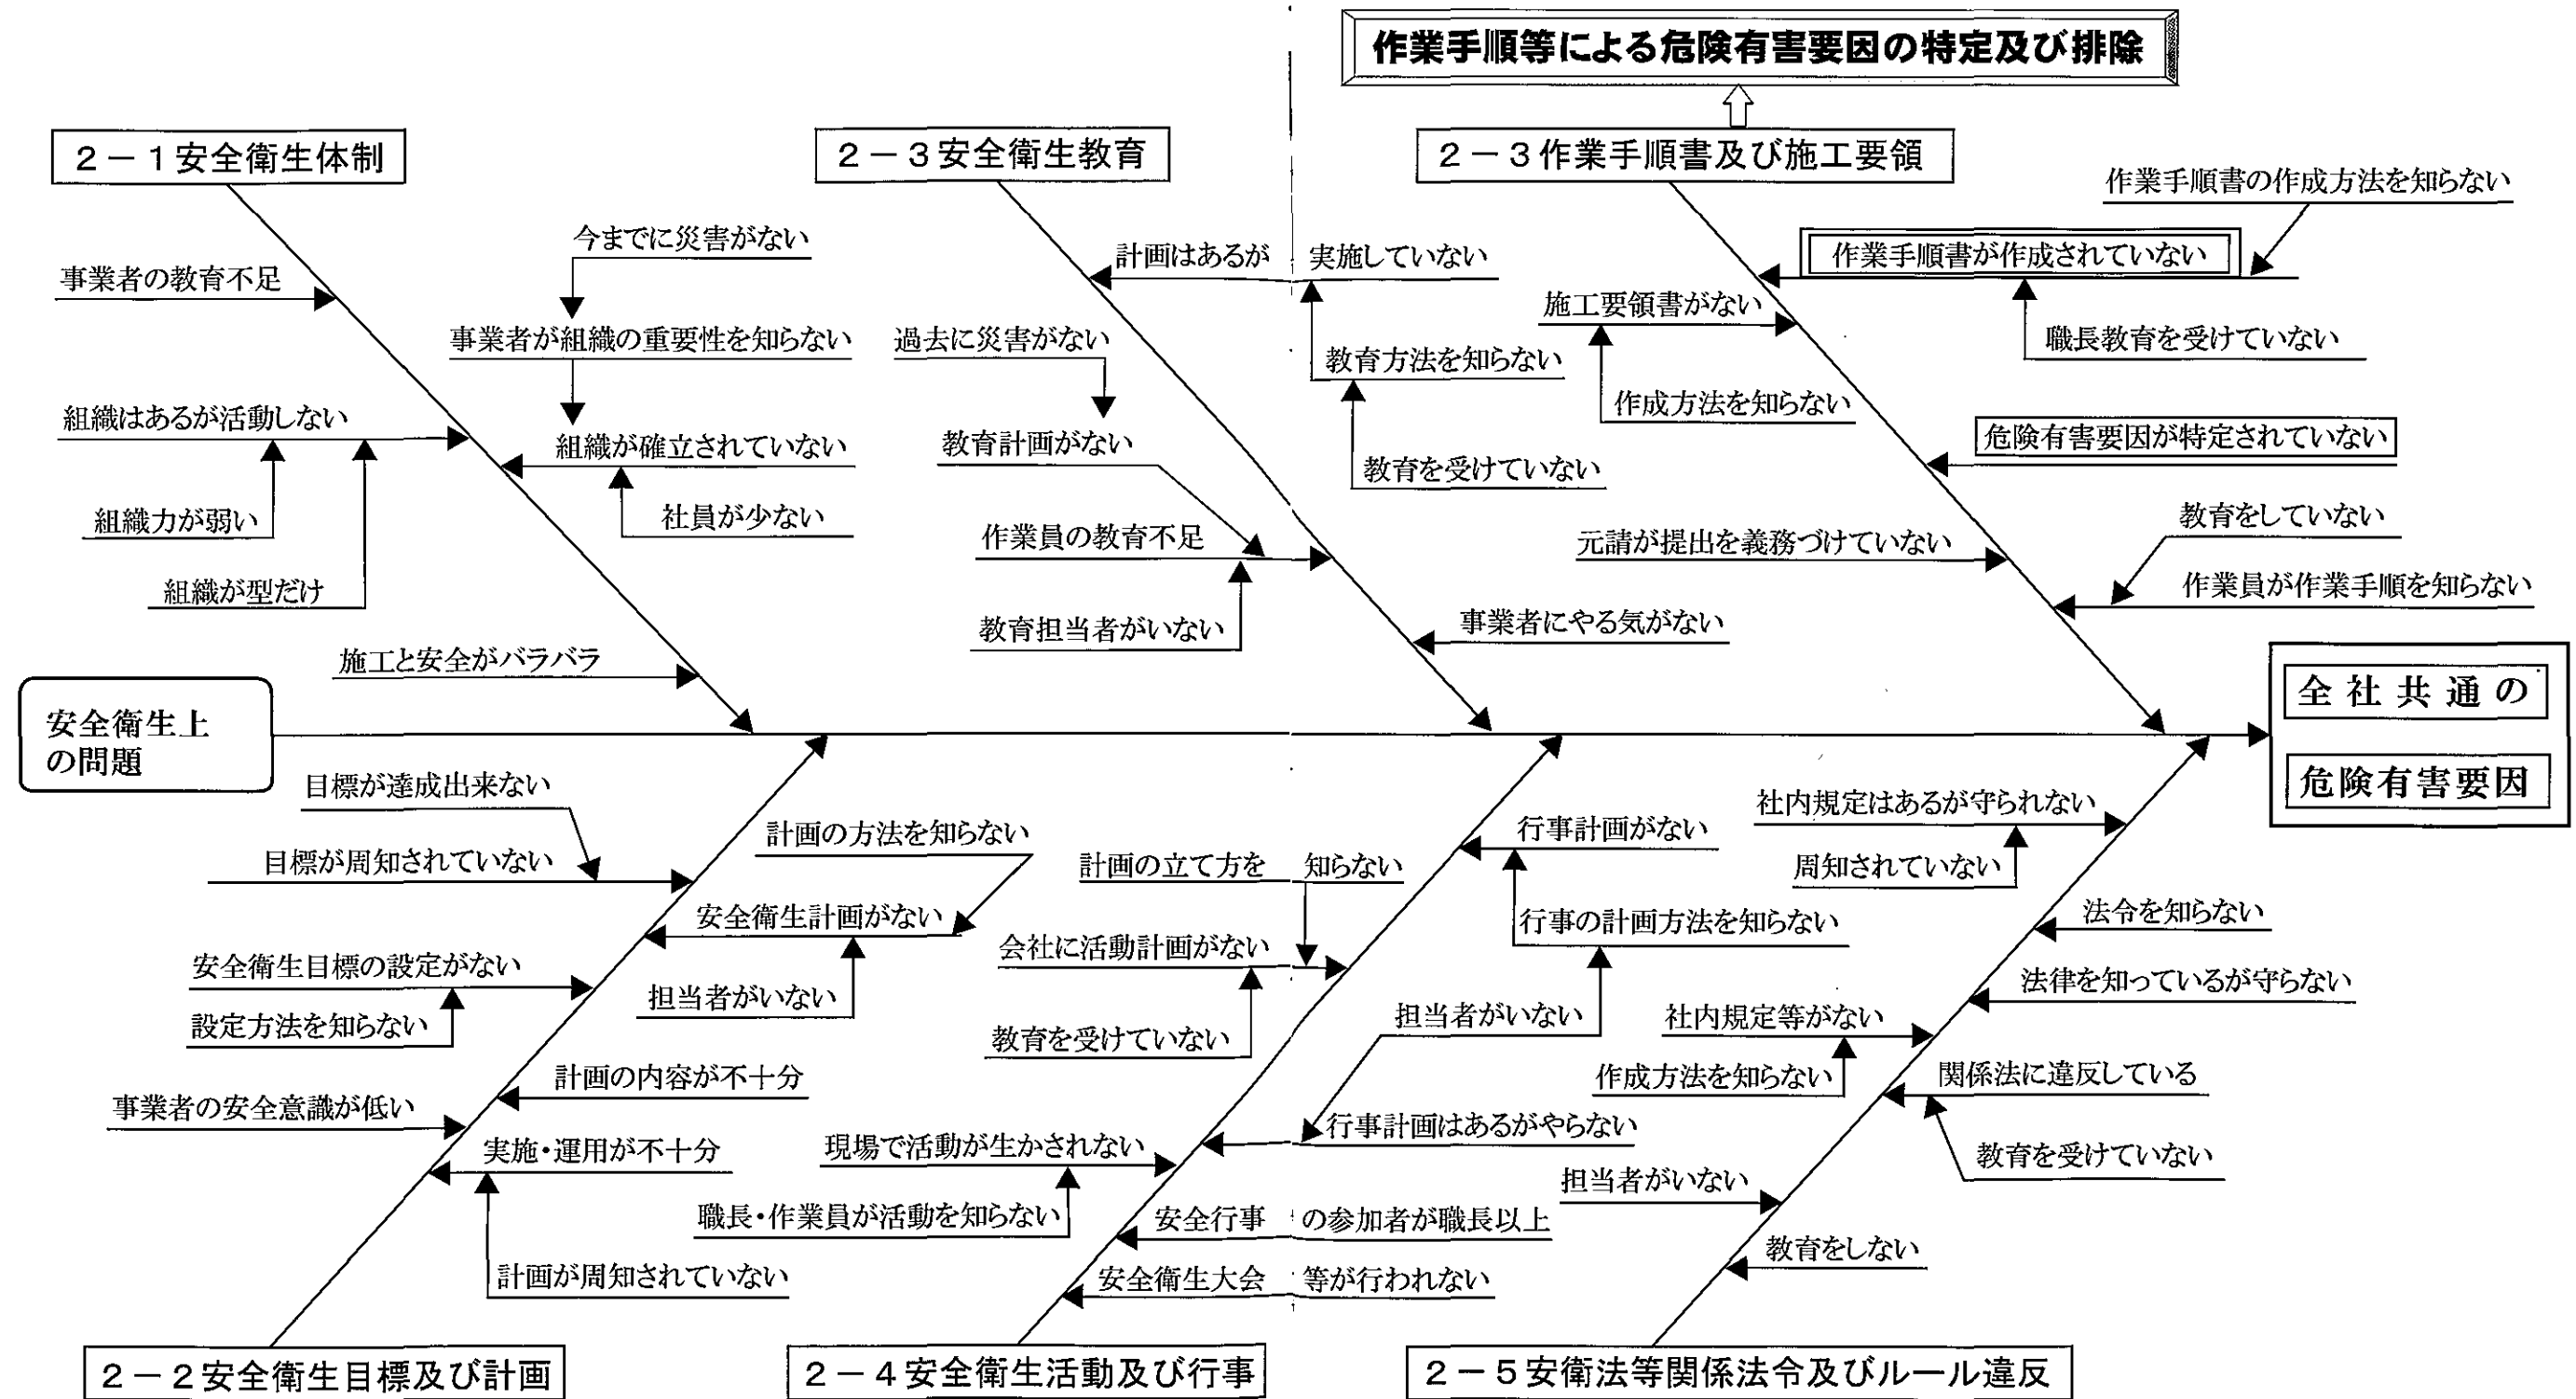 作業手順等による危険有害要因の特定及び排除
2－1安全衛生体制
2－3安全衛生教育
2－3作業手順書及び施工要領
作業手順書の作成方法を知らない
今までに災害がない
計画はあるが　実施していない
作業手順書が作成されていない
事業者の教育不足
施工要領書がない
事業者が組織の重要性を知らない
過去に災害がない
教育方法を知らない
職長教育を受けていない
組織はあるが活動しない
作成方法を知らない
組織が確立されていない
教育計画がない
危険有害要因が特定されていない
教育を受けていない
組織力が弱い
社員が少ない
作業員の教育不足
元請が提出を義務づけていない
教育をしていない
組織が型だけ
作業員が作業手順を知らない
教育担当者がいない
事業者にやる気がない
施工と安全がバラバラ
安全衛生上
の問題
全社共通の
危険有害要因
目標が達成出来ない
計画の方法を知らない
行事計画がない
社内規定はあるが守られない
目標が周知されていない
計画の立て方を　知らない
周知されていない
安全衛生計画がない
行事の計画方法を知らない
法令を知らない
会社に活動計画がない
安全衛生目標の設定がない
法律を知っているが守らない
担当者がいない
担当者がいない
社内規定等がない
設定方法を知らない
教育を受けていない
計画の内容が不十分
作成方法を知らない
関係法に違反している
事業者の安全意識が低い
行事計画はあるがやらない
実施・運用が不十分
現場で活動が生かされない
教育を受けていない
担当者がいない
職長・作業員が活動を知らない
安全行事　の参加者が職長以上
教育をしない
計画が周知されていない
安全衛生大会　等が行われない
2－2安全衛生目標及び計画
2－4安全衛生活動及び行事
2－5安衛法等関係法令及びルール違反